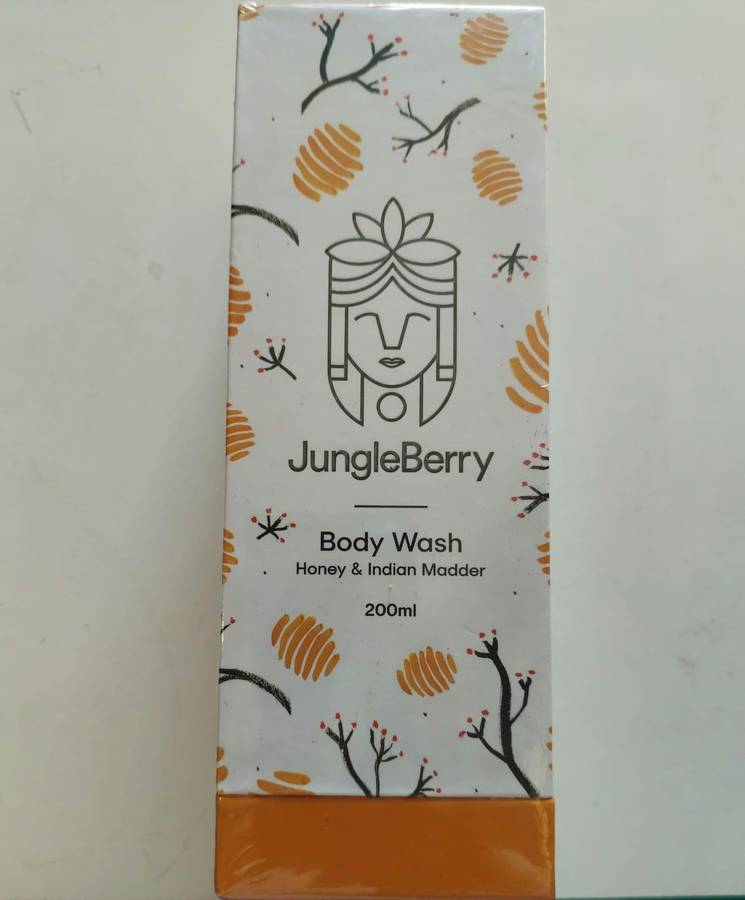 JungleBerry
Body Wash
Honey & Indian Madder
200ml